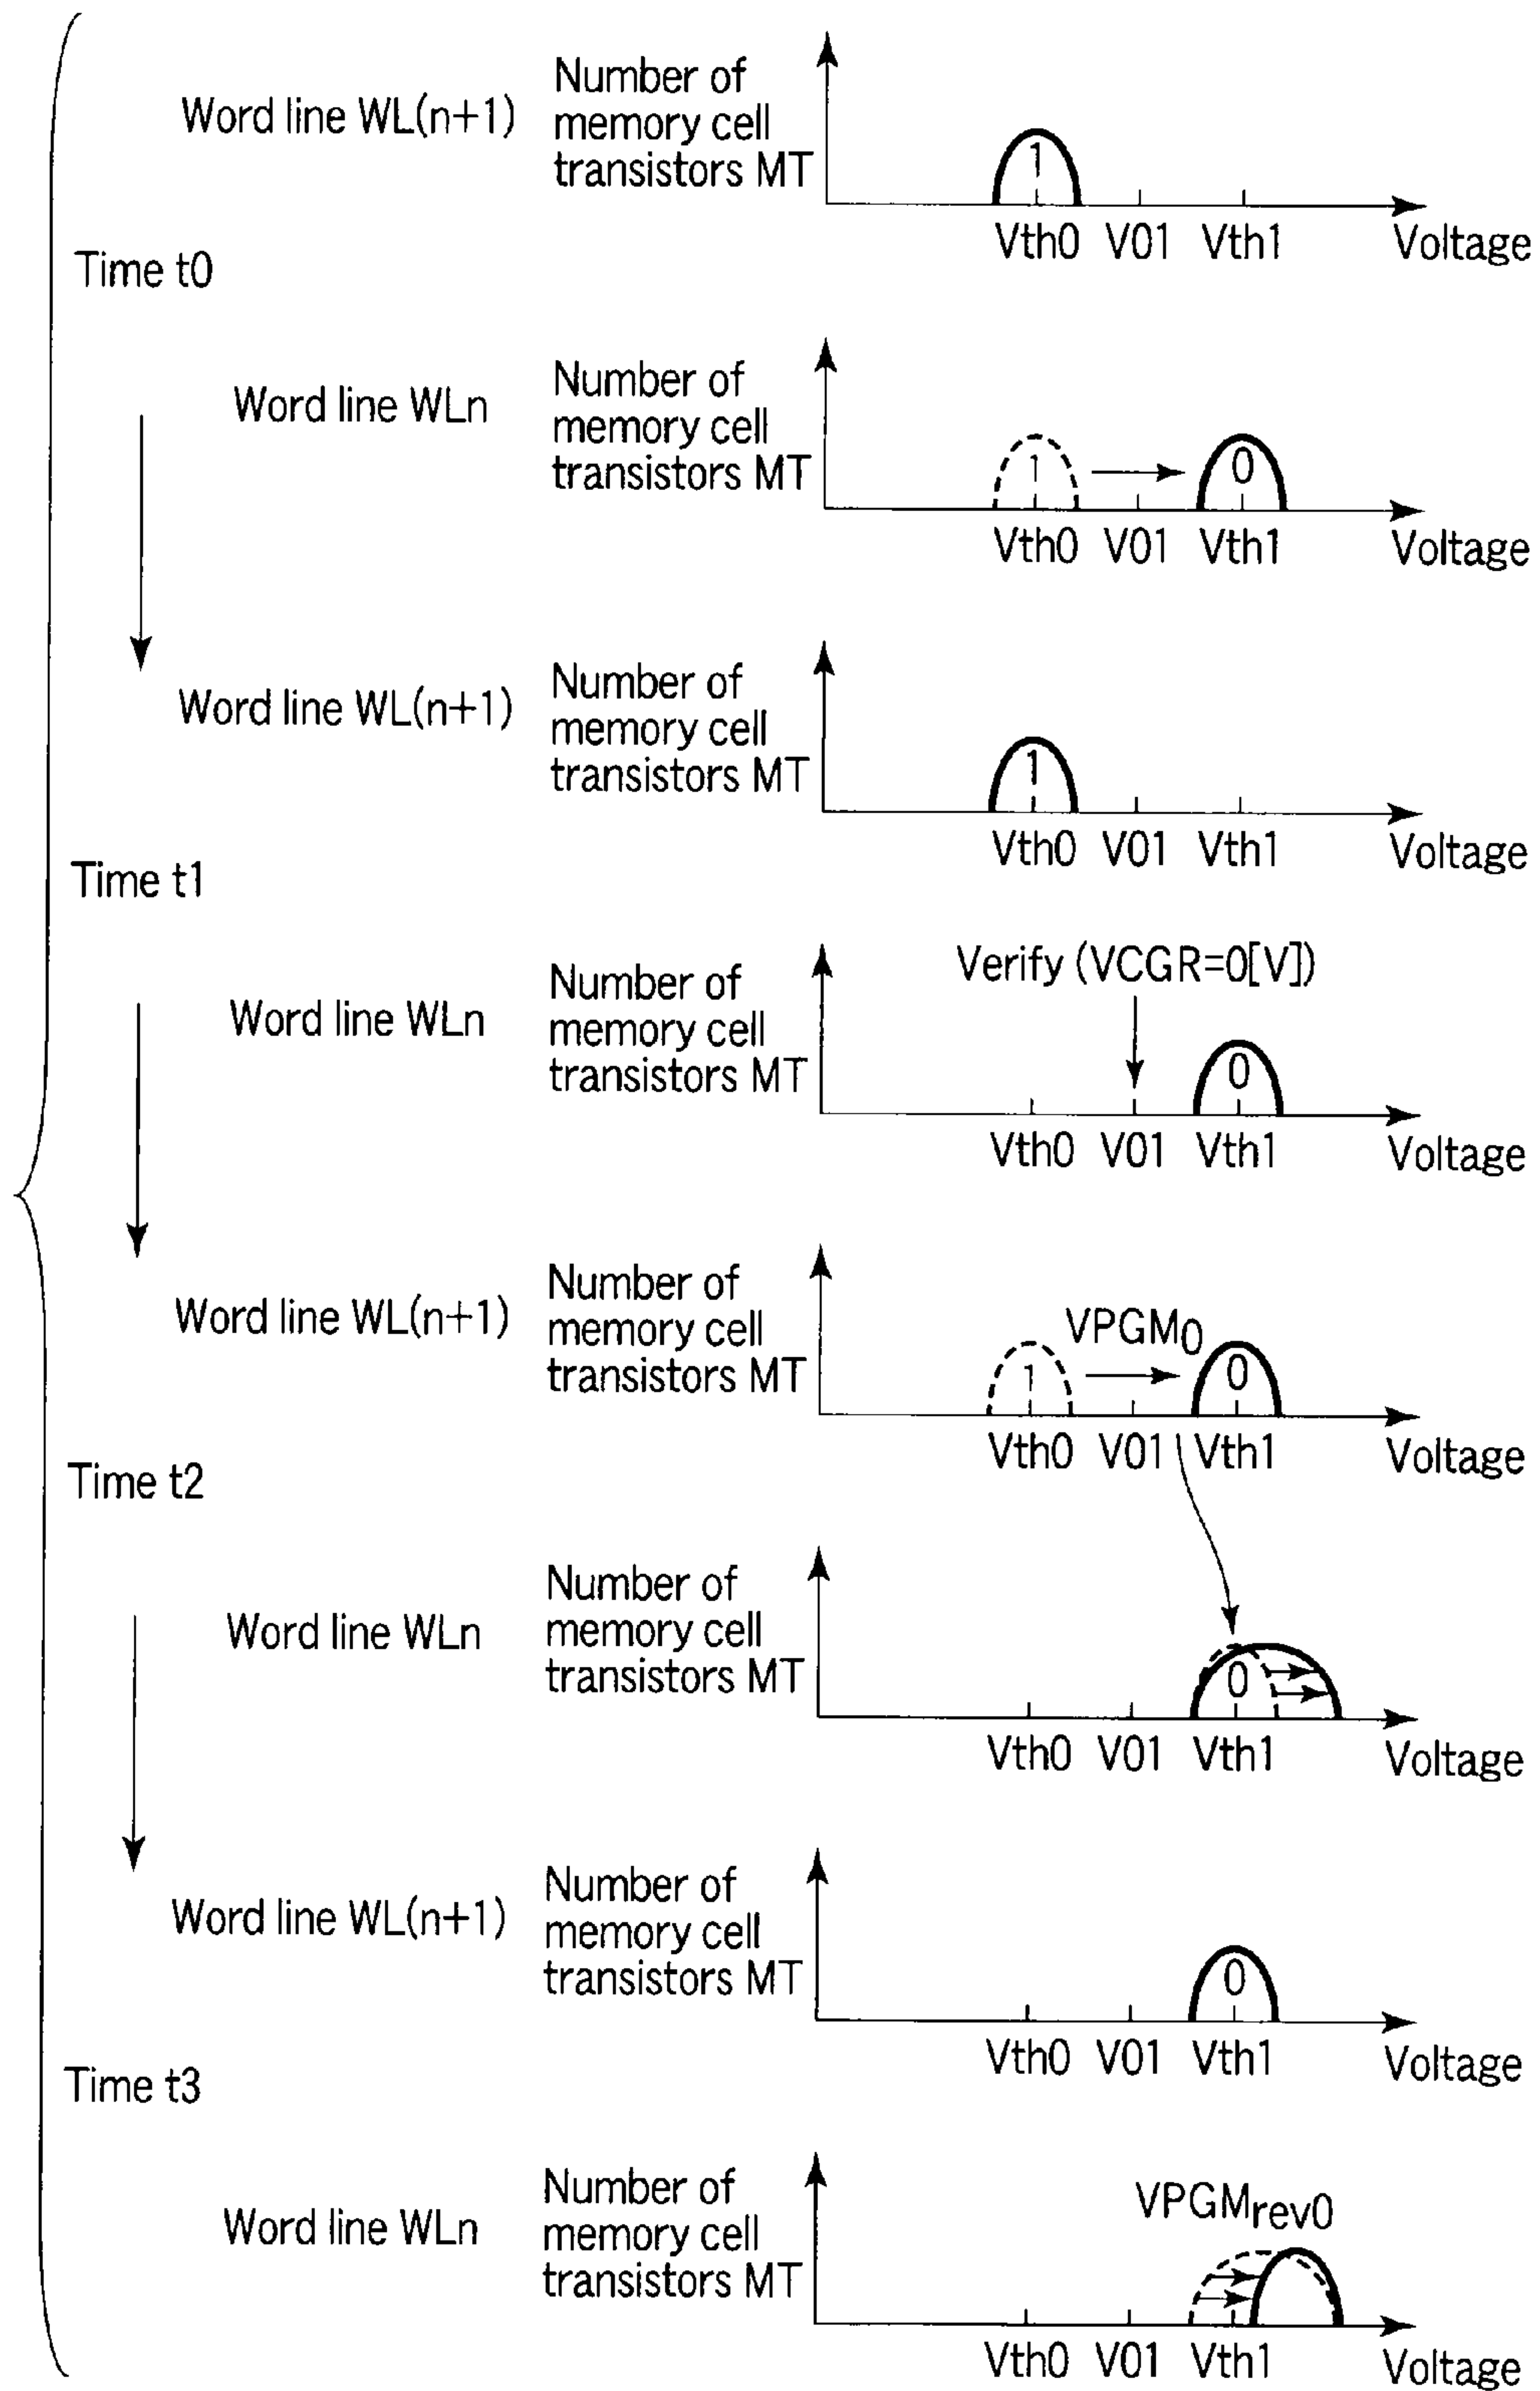 Word line WL(n+1)
Number of
memory cell
transistors MT
1
Vth0 V01 Vth1
Voltage
Time t0
Word line WLn
Number of
memory cell
transistors MT
1 0
Vth0 V01 Vth1
Voltage
Word line WL(n+1)
Number of
memory cell
transistors MT
1
Vth0 V01 Vth1
Voltage
Time t1
Word line WLn
Number of
memory cell
transistors MT
Verify (VCGR=0[V])
0
Vth0 V01 Vth1
Voltage
Word line WL(n+1)
Number of
memory cell
transistors MT
VPGM0
1 0
Vth0 V01 Vth1
Voltage
Time t2
Word line WLn
Number of
memory cell
transistors MT
0
Vth0 V01 Vth1
Voltage
Word line WL(n+1)
Number of
memory cell
transistors MT
0
Vth0 V01 Vth1
Voltage
Time t3
Word line WLn
Number of
memory cell
transistors MT
VPGMrev0
Vth0 V01 Vth1
Voltage